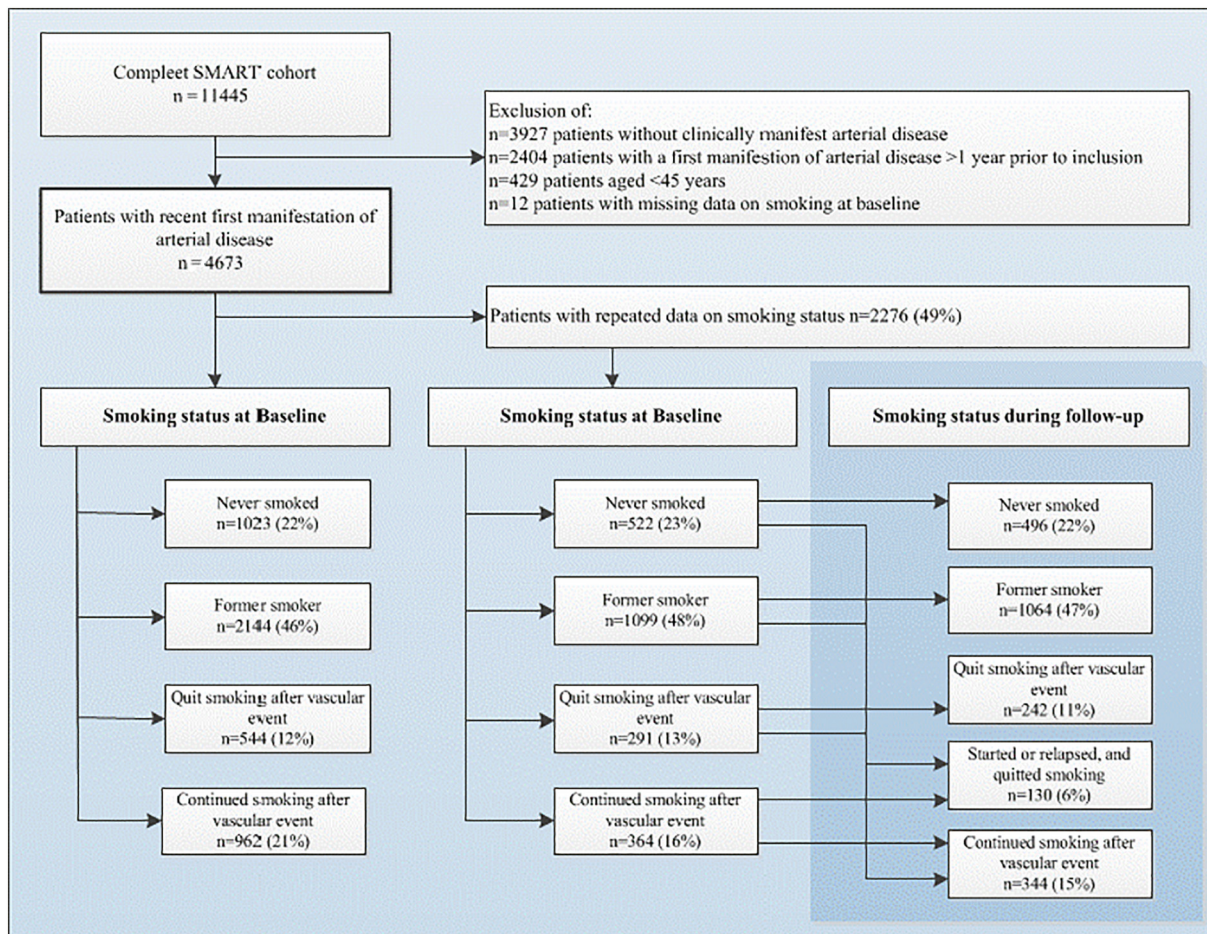 Compleet SMART cohort
n = 11445
Exclusion of:
n=3927 patients without clinically manifest arterial disease
n=2404 patients with a first manifestion of arterial disease >1 year prior to inclusion
n=429 patients aged <45 years
n=12 patients with missing data on smoking at baseline
Patients with recent first manifestation of
arterial disease
n = 4673
Patients with repeated data on smoking status n=2276 (49%)
Smoking status at Baseline
Never smoked
n=1023 (22%)
Former smoker
n=2144 (46%)
Quit smoking after vascular
event
n=544 (12%)
Continued smoking after
vascular event
n=962 (21%)
Smoking status at Baseline
Never smoked
n=522 (23%)
Former smoker
n=1099 (48%)
Quit smoking after vascular
event
n=291 (13%)
Continued smoking after
vascular event
n=364 (16%)
Smoking status during follow-up
Never smoked
n=496 (22%)
Former smoker
n=1064 (47%)
Quit smoking after vascular
event
n=242 (11%)
Started or relapsed, and
quitted smoking
n=130 (6%)
Continued smoking after
vascular event
n=344 (15%)